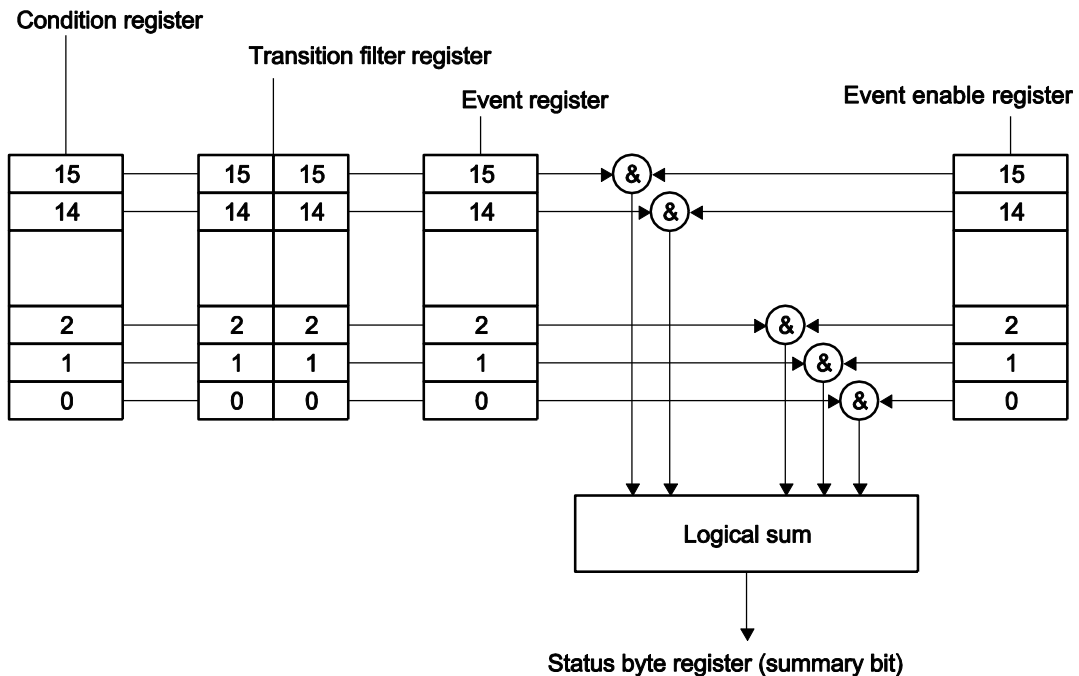 Condition register
Transition filter register
Event register
Event enable register
15 15 15 15 & 15
14 14 14 14 & 14
2 2 2 2 & 2
1 1 1 1 & 1
0 0 0 0 & 0
Logical sum
Status byte register (summary bit)